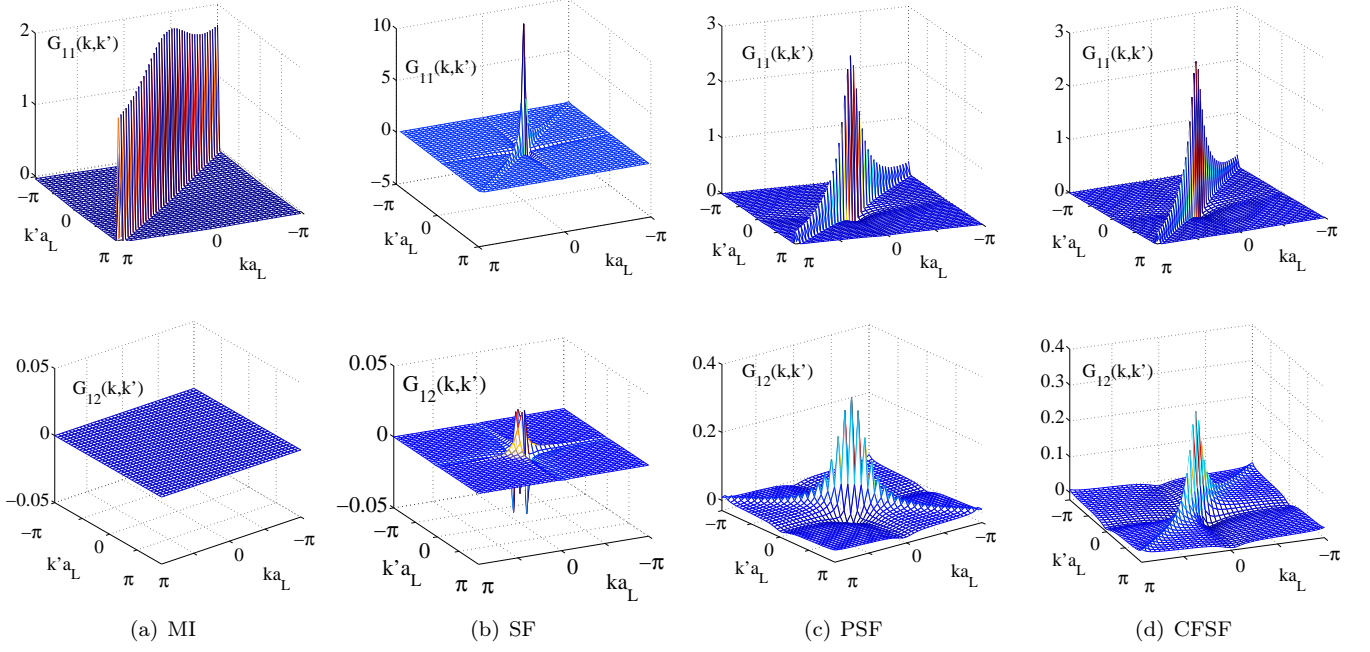 2
1
0
G11(k,k')
−π
0
π
k'aL
π
0
−π
kaL
10
5
0
−5
G11(k,k')
−π
0
π
k'aL
π
0
−π
kaL
3
2
1
0
G11(k,k')
−π
0
π
k'aL
π
0
−π
kaL
3
2
1
0
G11(k,k')
−π
0
π
k'aL
π
0
−π
kaL
0.05
0
−0.05
G12(k,k')
−π
0
π
k'aL
π
0
−π
kaL
0.05
0
−0.05
G12(k,k')
−π
0
π
k'aL
π
0
−π
kaL
0.4
0.2
0
G12(k,k')
−π
0
π
k'aL
π
0
−π
kaL
0.4
0.3
0.2
0.1
0
G12(k,k')
−π
0
π
k'aL
π
0
−π
kaL
(a) MI
(b) SF
(c) PSF
(d) CFSF